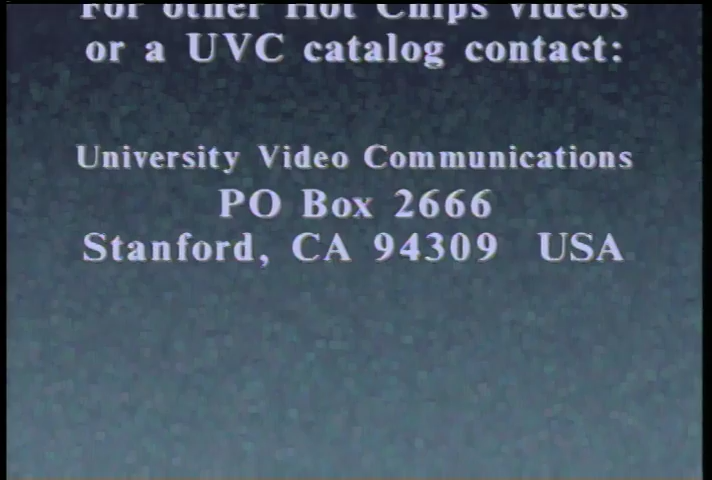 For other Hot Chips videos
or a UVC catalog contact:
University Video Communications
PO Box 2666
Stanford, CA 94309 USA